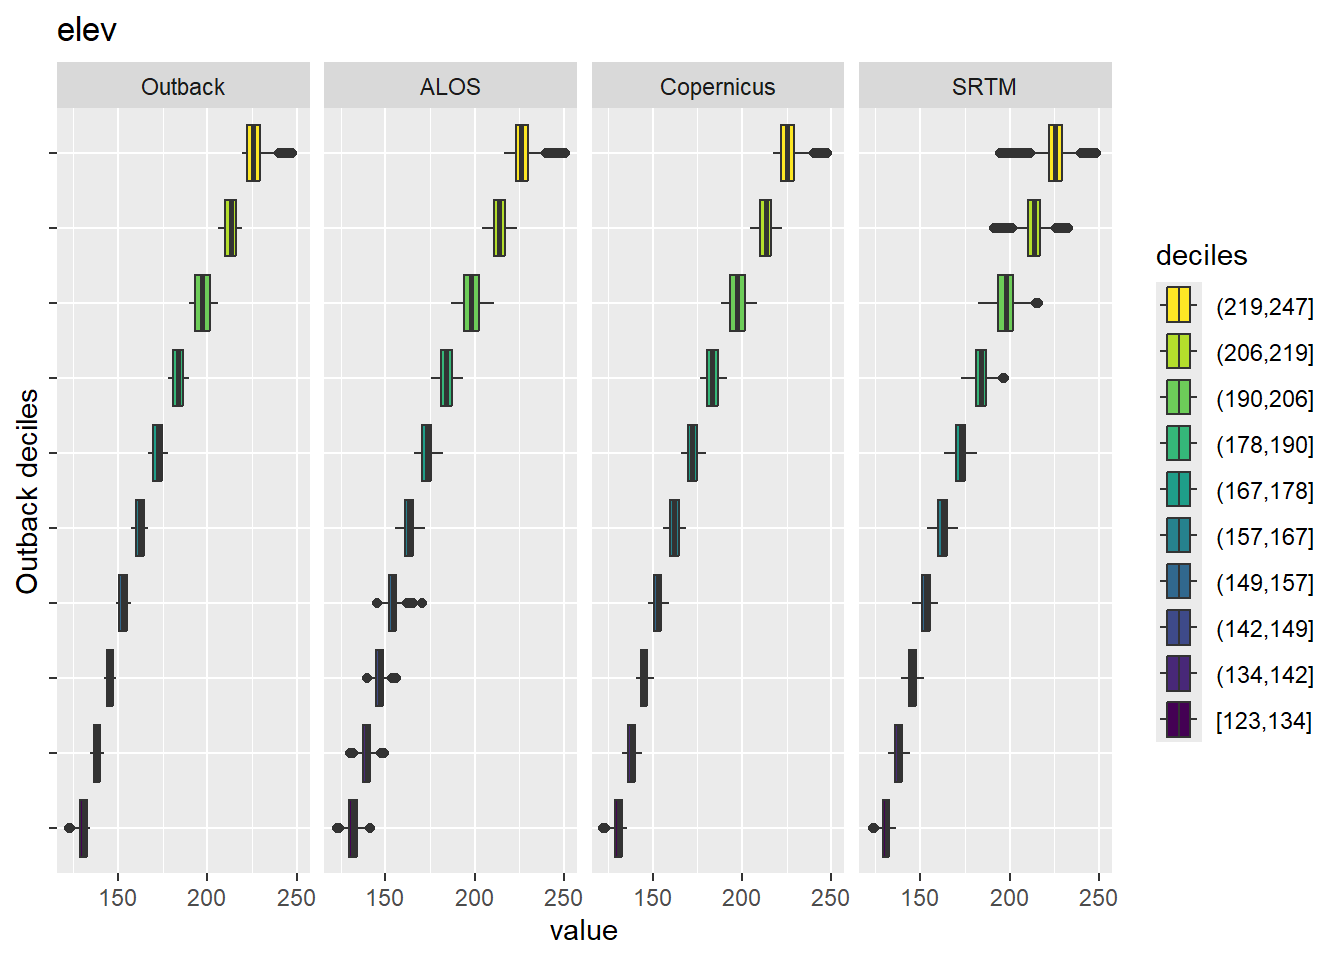 elev
Outback
ALOS
Copernicus
SRTM
Outback deciles
150 200 250
150 200 250
150 200 250
150 200 250
value
deciles
(219,247]
(206,219]
(190,206]
(178,190]
(167,178]
(157,167]
(149,157]
(142,149]
(134,142]
[123,134]